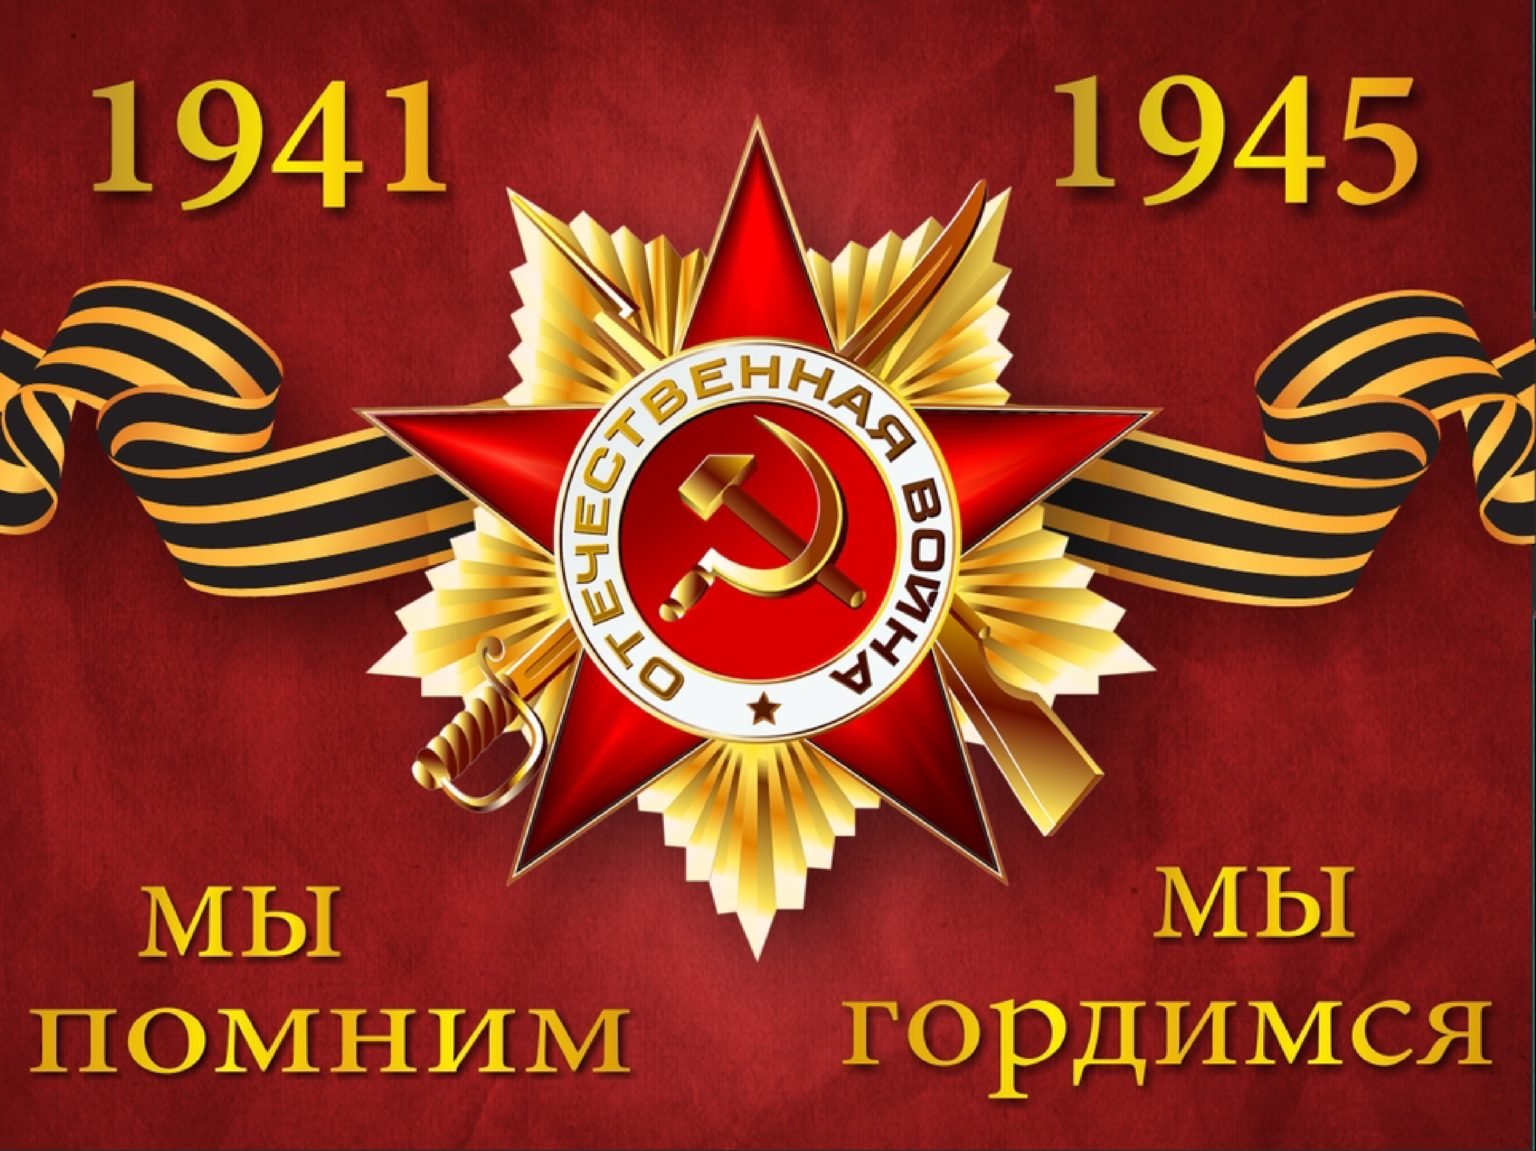 1941
1945
ОТЕЧЕСТВЕННАЯ ВОЙНА
мы
помним
мы
гордимся